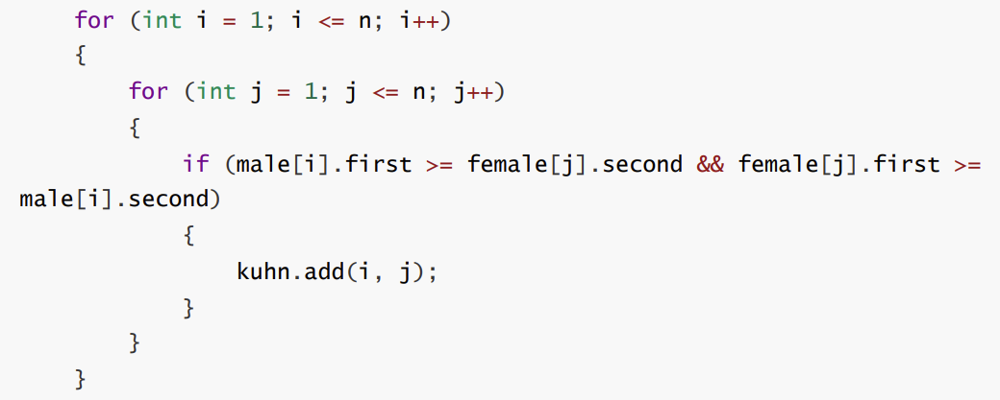 for (int i = 1; i <= n; i++)
{
for (int j = 1; j <= n; j++)
{
if (male[i].first >= female[j].second && female[j].first >=
male[i].second)
{
kuhn.add(i, j);
}
}
}